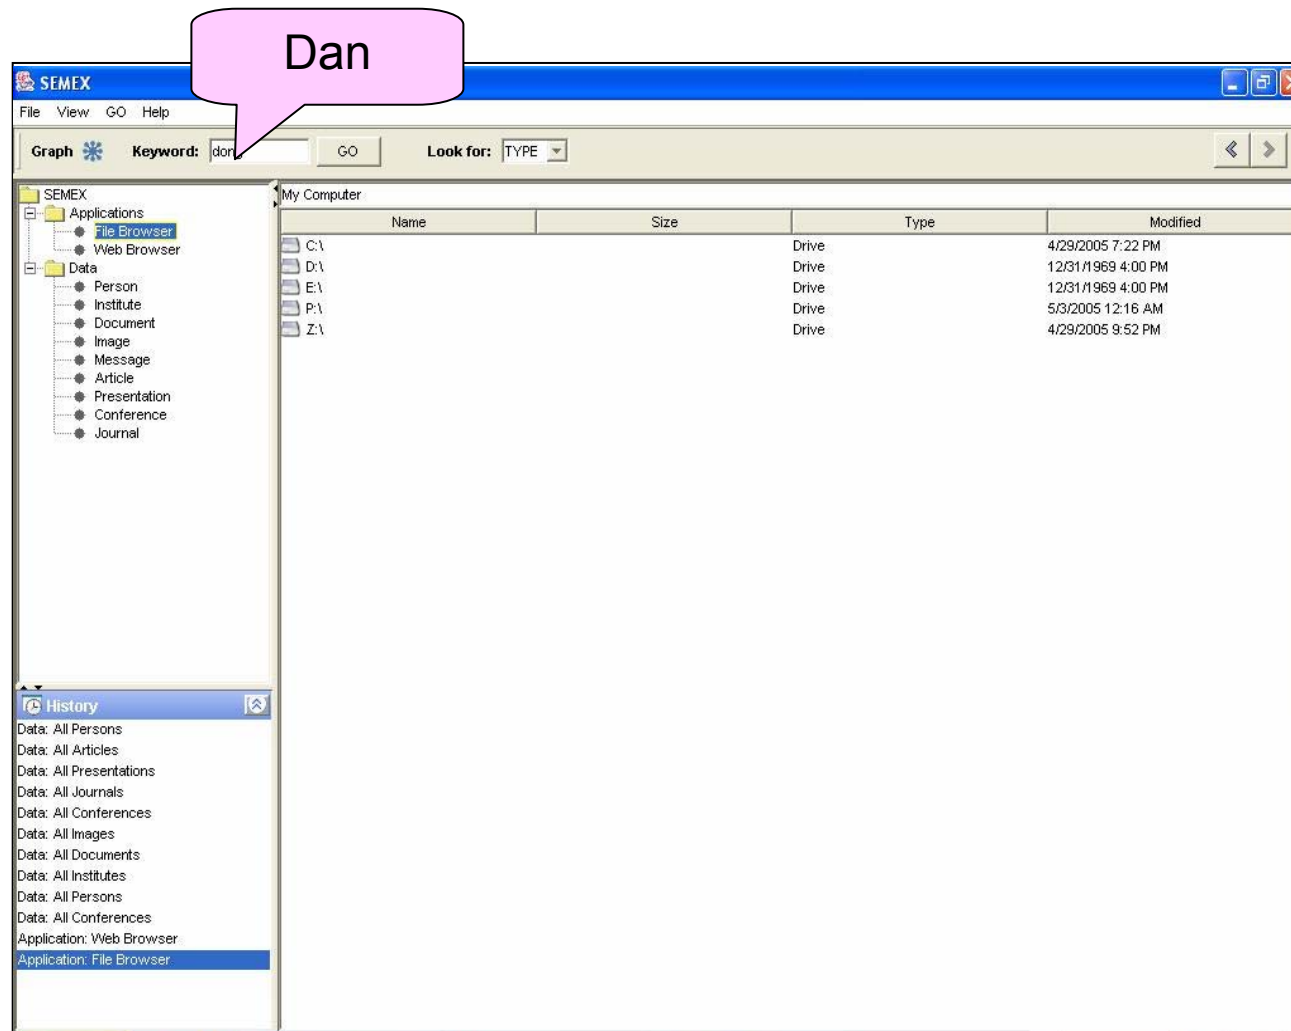 Dan
SEMEX
File View GO Help
Graph Keyword: dong GO Look for: TYPE
SEMEX
Applications
File Browser
Web Browser
Data
Person
Institute
Document
Image
Message
Article
Presentation
Conference
Journal
My Computer
Name Size Type Modified
C:\ Drive 4/29/2005 7:22 PM
D:\ Drive 12/31/1969 4:00 PM
E:\ Drive 12/31/1969 4:00 PM
P:\ Drive 5/3/2005 12:16 AM
Z:\ Drive 4/29/2005 9:52 PM
History
Data: All Persons
Data: All Articles
Data: All Presentations
Data: All Journals
Data: All Conferences
Data: All Images
Data: All Documents
Data: All Institutes
Data: All Persons
Data: All Conferences
Application: Web Browser
Application: File Browser